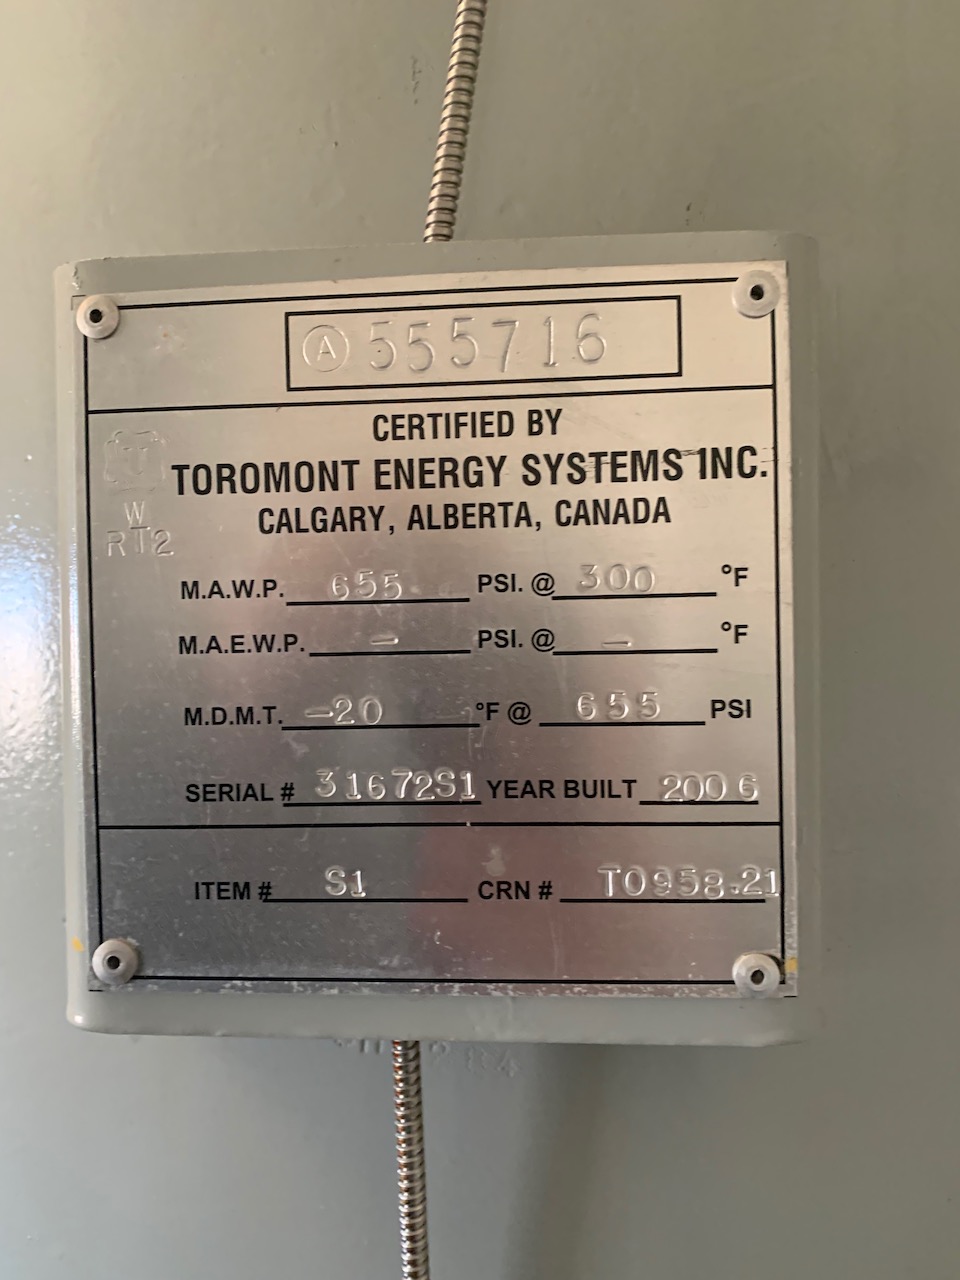 A 555716
CERTIFIED BY
U
TOROMONT ENERGY SYSTEMS INC.
CALGARY, ALBERTA, CANADA
W
RT2
M.A.W.P. 655 PSI. @ 300 °F
M.A.E.W.P. - PSI. @ - °F
M.D.M.T. -20 °F @ 655 PSI
SERIAL # 31672S1 YEAR BUILT 2006
ITEM # S1 CRN # T0958.21